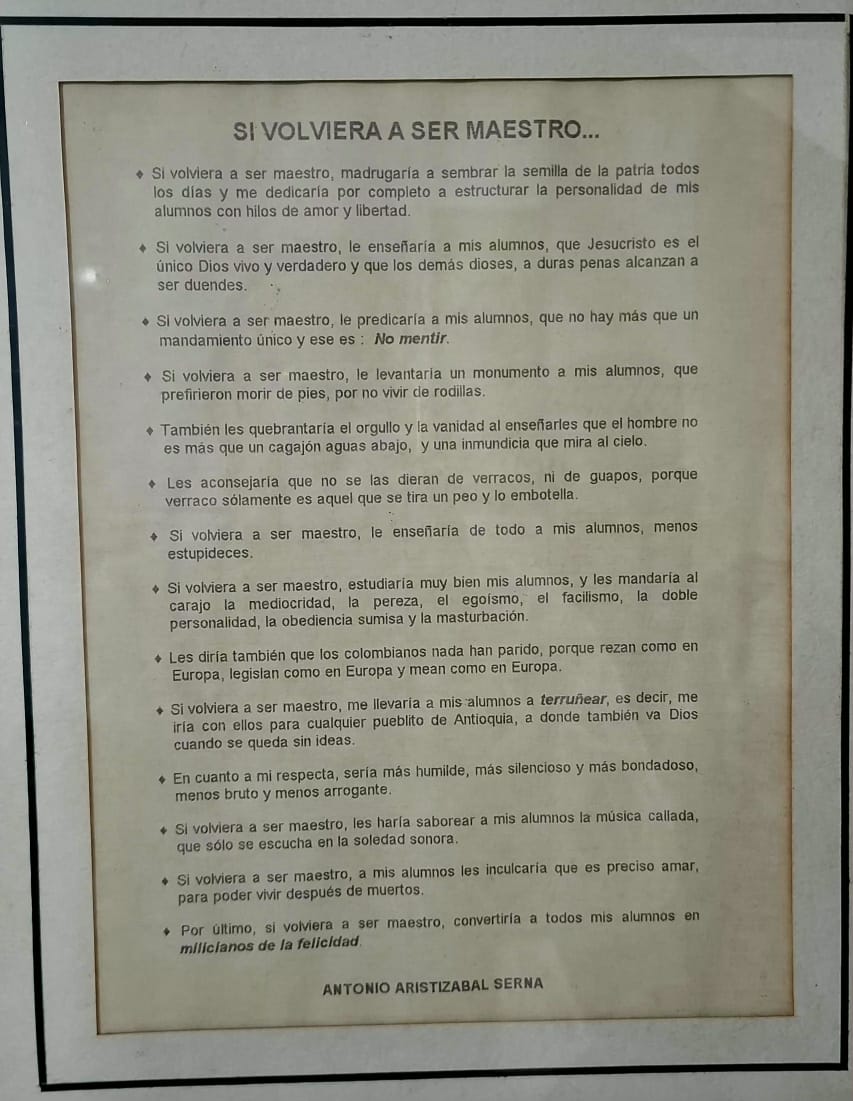 SI VOLVIERA A SER MAESTRO...
♦ Si volviera a ser maestro, madrugaría a sembrar la semilla de la patria todos
los días y me dedicaría por completo a estructurar la personalidad de mis
alumnos con hilos de amor y libertad.
♦ Si volviera a ser maestro, le enseñaría a mis alumnos, que Jesucristo es el
único Dios vivo y verdadero y que los demás dioses, a duras penas alcanzan a
ser duendes.
♦ Si volviera a ser maestro, le predicaría a mis alumnos, que no hay más que un
mandamiento único y ese es : No mentir.
♦ Si volviera a ser maestro, le levantaría un monumento a mis alumnos, que
prefirieron morir de pies, por no vivir de rodillas.
♦ También les quebrantaría el orgullo y la vanidad al enseñarles que el hombre no
es más que un cagajón aguas abajo, y una inmundicia que mira al cielo.
♦ Les aconsejaría que no se las dieran de verracos, ni de guapos, porque
verraco sólamente es aquel que se tira un peo y lo embotella.
♦ Si volviera a ser maestro, le enseñaría de todo a mis alumnos, menos
estupideces.
♦ Si volviera a ser maestro, estudiaría muy bien mis alumnos, y les mandaría al
carajo la mediocridad, la pereza, el egoísmo, el facilismo, la doble
personalidad, la obediencia sumisa y la masturbación.
♦ Les diría también que los colombianos nada han parido, porque rezan como en
Europa, legislan como en Europa y mean como en Europa.
♦ Si volviera a ser maestro, me llevaría a mis alumnos a terruñear, es decir, me
iría con ellos para cualquier pueblito de Antioquia, a donde también va Dios
cuando se queda sin ideas.
♦ En cuanto a mi respecta, sería más humilde, más silencioso y más bondadoso,
menos bruto y menos arrogante.
♦ Si volviera a ser maestro, les haría saborear a mis alumnos la música callada,
que sólo se escucha en la soledad sonora.
♦ Si volviera a ser maestro, a mis alumnos les inculcaría que es preciso amar,
para poder vivir después de muertos.
♦ Por último, si volviera a ser maestro, convertiría a todos mis alumnos en
milicianos de la felicidad.
ANTONIO ARISTIZABAL SERNA